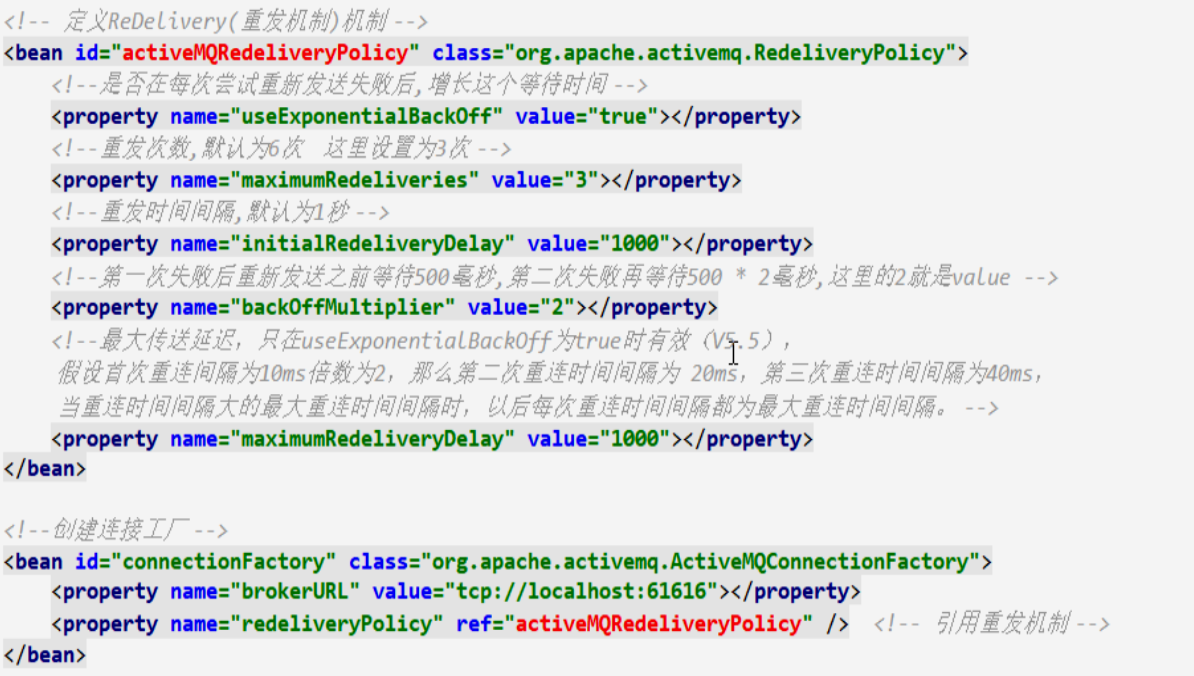 <!-- 定义ReDelivery(重发机制)机制 -->
<bean id="activeMQRedeliveryPolicy" class="org.apache.activemq.RedeliveryPolicy">
<!--是否在每次尝试重新发送失败后,增长这个等待时间 -->
<property name="useExponentialBackOff" value="true"></property>
<!--重发次数,默认为6次 这里设置为3次 -->
<property name="maximumRedeliveries" value="3"></property>
<!--重发时间间隔,默认为1秒 -->
<property name="initialRedeliveryDelay" value="1000"></property>
<!--第一次失败后重新发送之前等待500毫秒,第二次失败再等待500 * 2毫秒,这里的2就是value -->
<property name="backOffMultiplier" value="2"></property>
<!--最大传送延迟，只在useExponentialBackOff为true时有效（V5.5），
假设首次重连间隔为10ms倍数为2，那么第二次重连时间间隔为 20ms，第三次重连时间间隔为40ms，
当重连时间间隔大的最大重连时间间隔时，以后每次重连时间间隔都为最大重连时间间隔。 -->
<property name="maximumRedeliveryDelay" value="1000"></property>
</bean>
<!--创建连接工厂 -->
<bean id="connectionFactory" class="org.apache.activemq.ActiveMQConnectionFactory">
<property name="brokerURL" value="tcp://localhost:61616"></property>
<property name="redeliveryPolicy" ref="activeMQRedeliveryPolicy" /> <!-- 引用重发机制 -->
</bean>